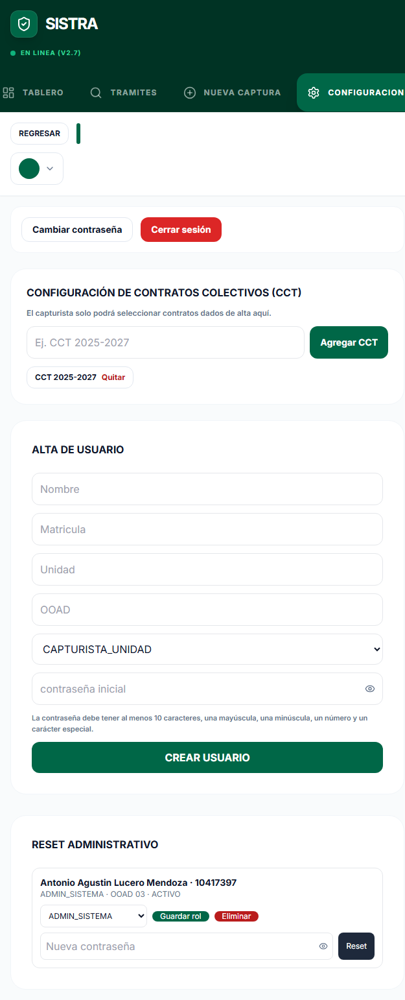 SISTRA
EN LINEA (V2.7)
TABLERO TRAMITES NUEVA CAPTURA CONFIGURACION
REGRESAR
Cambiar contraseña Cerrar sesión
CONFIGURACIÓN DE CONTRATOS COLECTIVOS (CCT)
El capturista solo podrá seleccionar contratos dados de alta aquí.
Ej. CCT 2025-2027 Agregar CCT
CCT 2025-2027 Quitar
ALTA DE USUARIO
Nombre
Matricula
Unidad
OOAD
CAPTURISTA_UNIDAD
contraseña inicial
La contraseña debe tener al menos 10 caracteres, una mayúscula, una minúscula, un número y un
carácter especial.
CREAR USUARIO
RESET ADMINISTRATIVO
Antonio Agustin Lucero Mendoza · 10417397
ADMIN_SISTEMA · OOAD 03 · ACTIVO
ADMIN_SISTEMA Guardar rol Eliminar
Nueva contraseña Reset